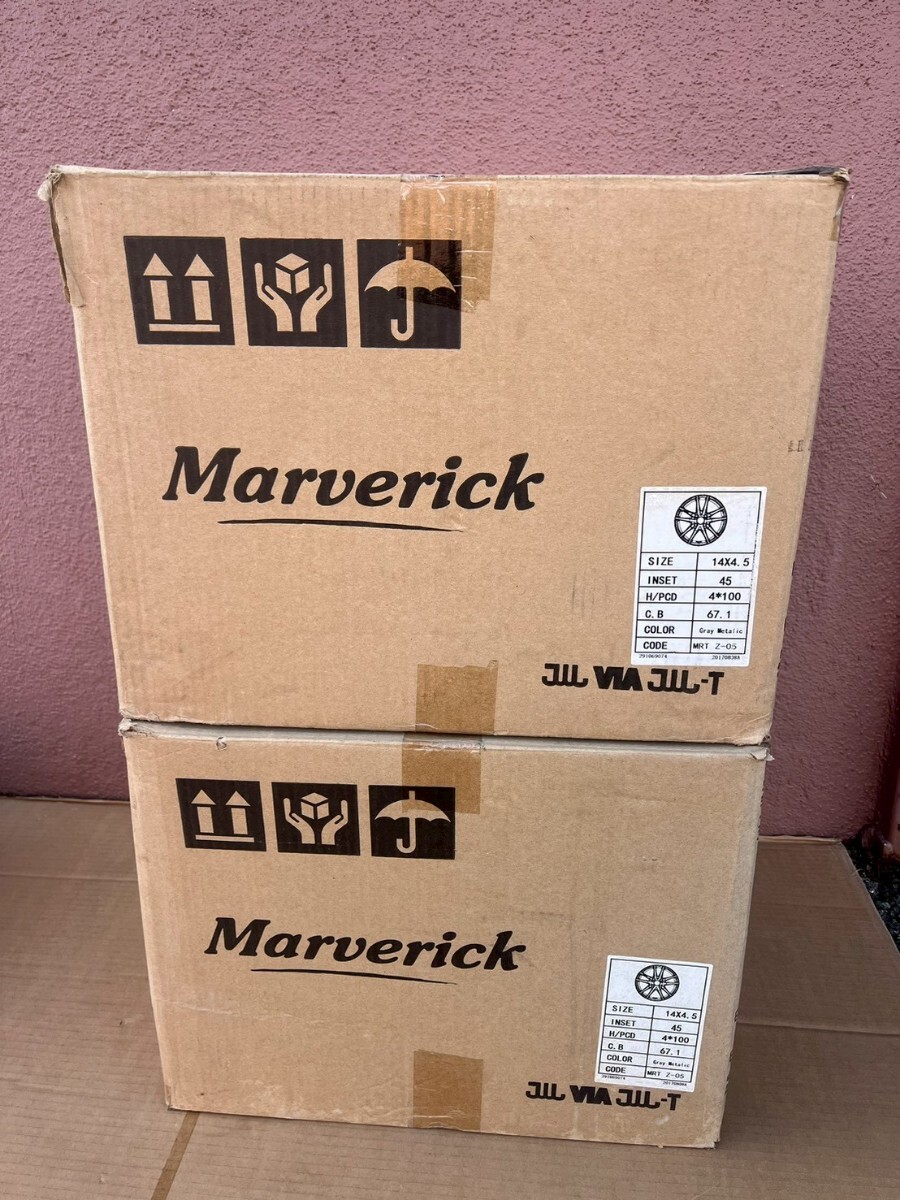 Marverick
SIZE 14X4.5
INSET 45
H/PCD 4*100
C.B 67.1
COLOR Gray Metalic
CODE MRT Z-05
201069074 20170830A
JWL VIA JWL-T
Marverick
SIZE 14X4.5
INSET 45
H/PCD 4*100
C.B 67.1
COLOR Gray Metalic
CODE MRT Z-05
JWL VIA JWL-T